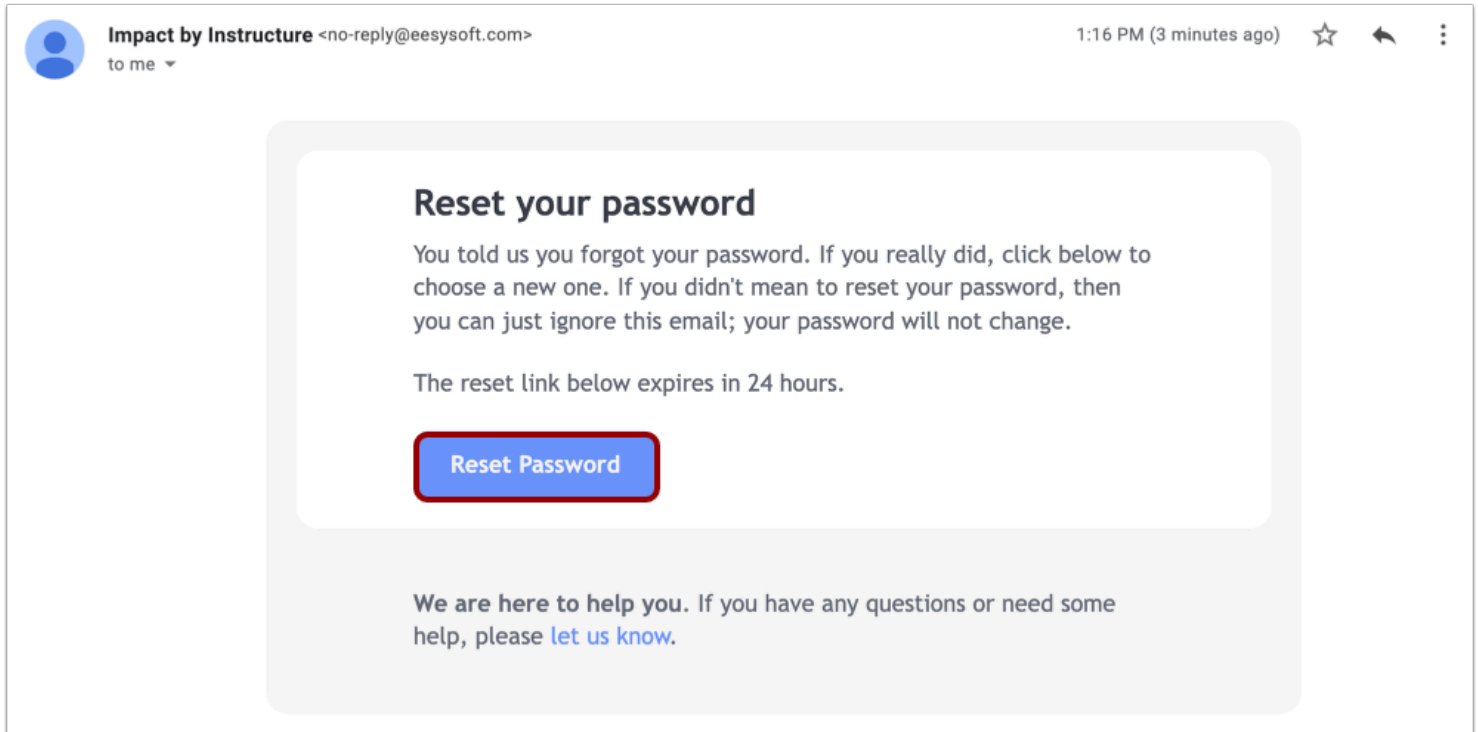 Impact by Instructure <no-reply@eesysoft.com>
1:16 PM (3 minutes ago)
to me
Reset your password
You told us you forgot your password. If you really did, click below to
choose a new one. If you didn't mean to reset your password, then
you can just ignore this email; your password will not change.
The reset link below expires in 24 hours.
Reset Password
We are here to help you. If you have any questions or need some
help, please let us know.